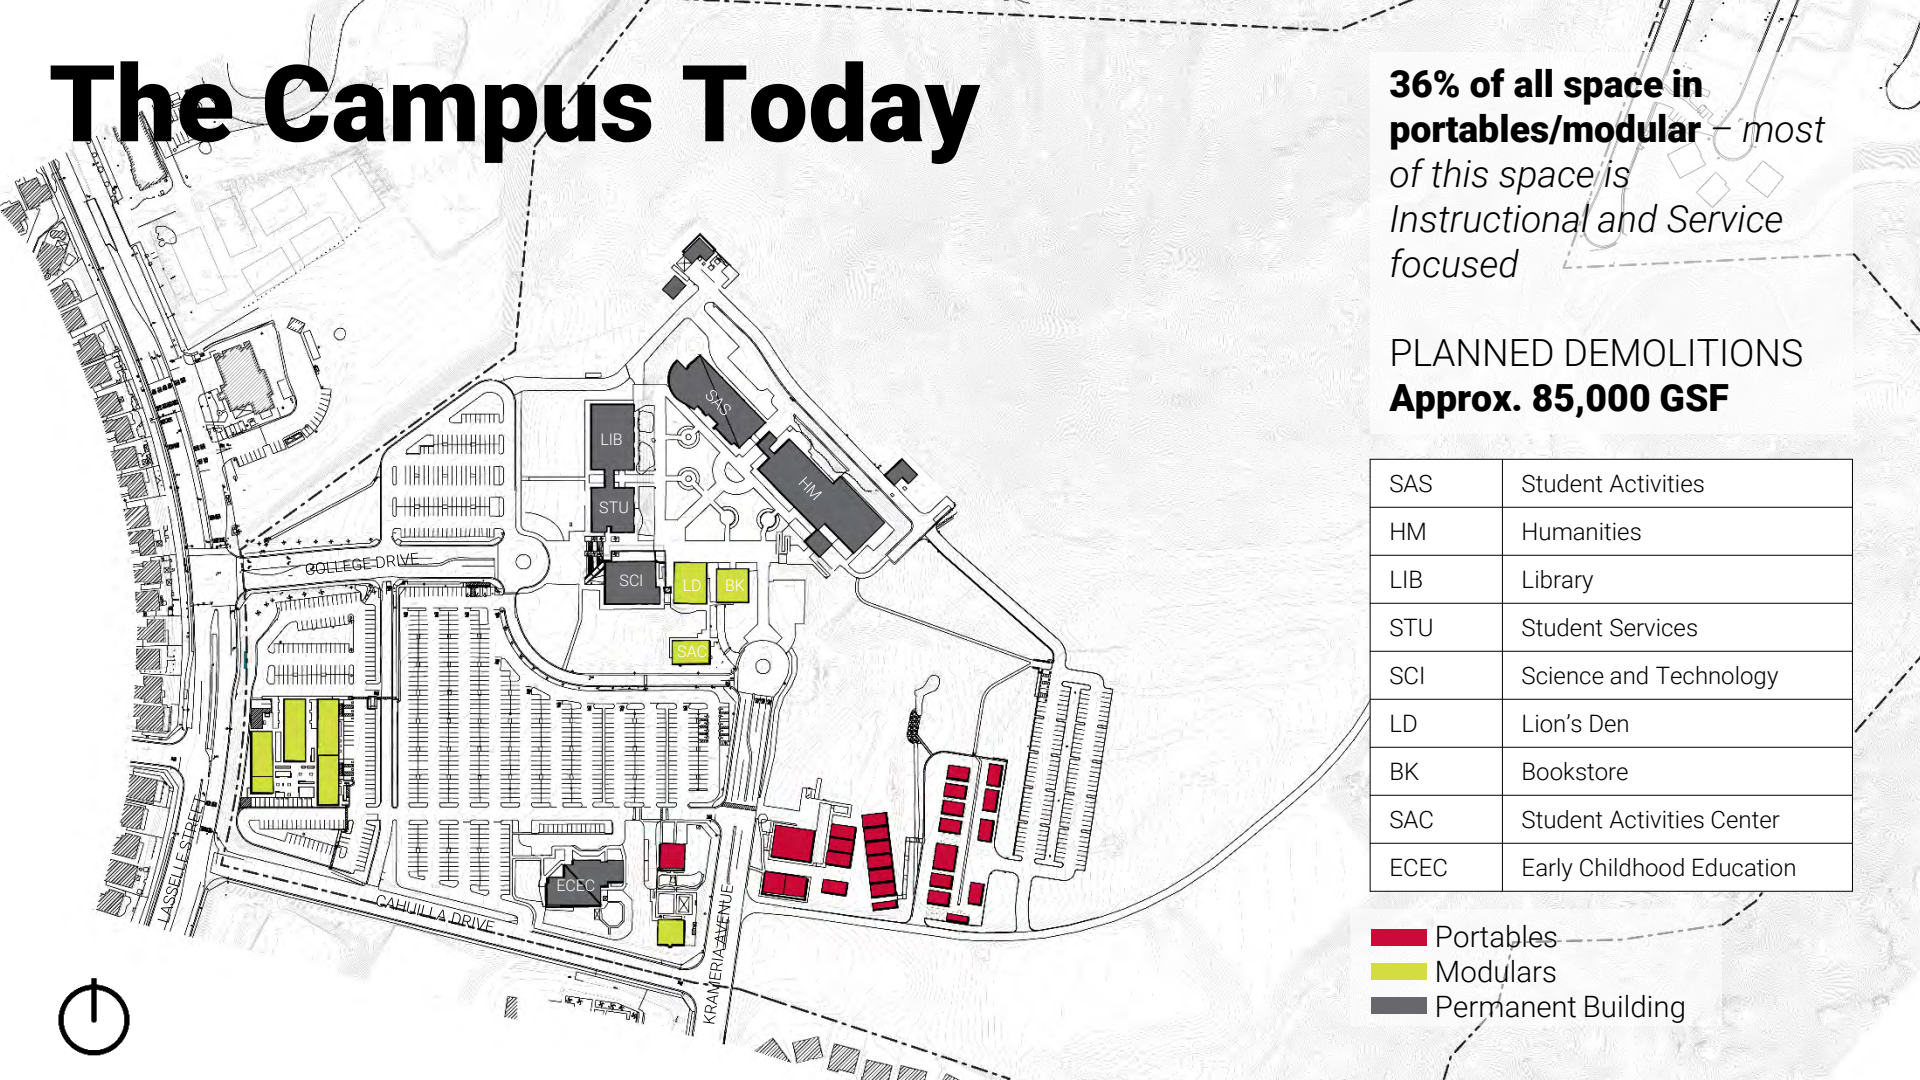 The Campus Today
36% of all space in
portables/modular – most
of this space is
Instructional and Service
focused
PLANNED DEMOLITIONS
Approx. 85,000 GSF
SAS Student Activities
HM Humanities
LIB Library
STU Student Services
SCI Science and Technology
LD Lion’s Den
BK Bookstore
SAC Student Activities Center
ECEC Early Childhood Education
Portables
Modulars
Permanent Building
SAS
LIB
HM
STU
COLLEGE DRIVE
SCI
LD
BK
SAC
ECEC
LASSELLE STREET
CAHUILLA DRIVE
KRAMERIA AVENUE